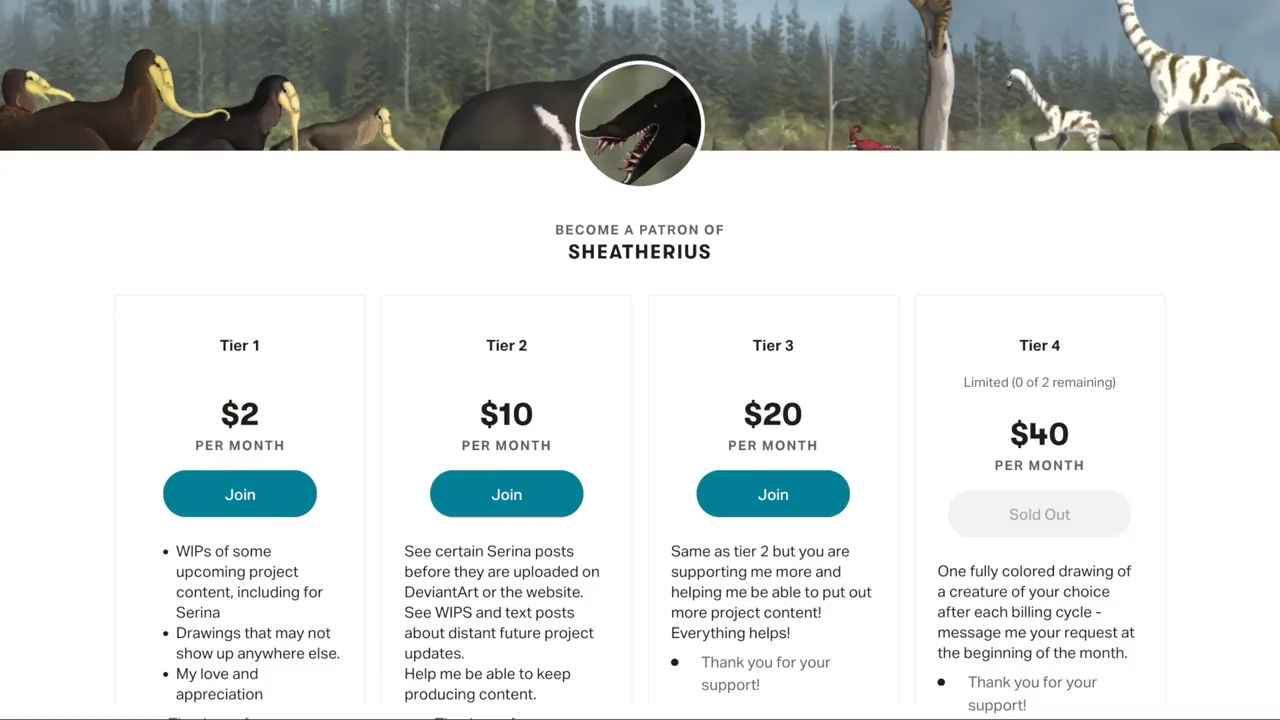 BECOME A PATRON OF
SHEATHERIUS
Tier 1
$2
PER MONTH
Join
• WIPs of some
upcoming project
content, including for
Serina
• Drawings that may not
show up anywhere else.
• My love and
appreciation
Tier 2
$10
PER MONTH
Join
See certain Serina posts
before they are uploaded on
DeviantArt or the website.
See WIPS and text posts
about distant future project
updates.
Help me be able to keep
producing content.
Tier 3
$20
PER MONTH
Join
Same as tier 2 but you are
supporting me more and
helping me be able to put out
more project content!
Everything helps!
• Thank you for your
support!
Tier 4
Limited (0 of 2 remaining)
$40
PER MONTH
Sold Out
One fully colored drawing of
a creature of your choice
after each billing cycle -
message me your request at
the beginning of the month.
• Thank you for your
support!